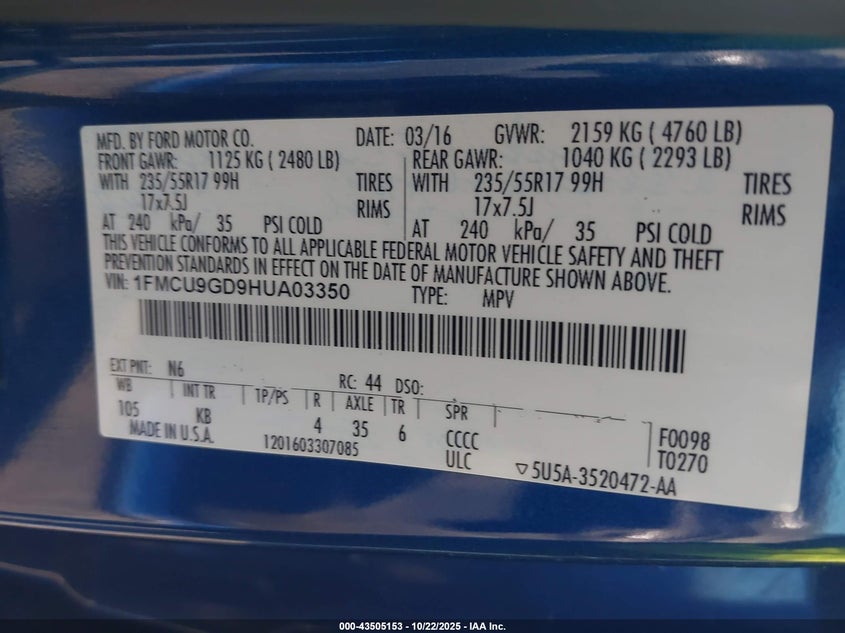 MFD. BY FORD MOTOR CO. DATE: 03/16 GVWR: 2159 KG ( 4760 LB)
FRONT GAWR: 1125 KG ( 2480 LB) REAR GAWR: 1040 KG ( 2293 LB)
WITH 235/55R17 99H TIRES WITH 235/55R17 99H TIRES
17x7.5J RIMS 17x7.5J RIMS
AT 240 kPa/ 35 PSI COLD AT 240 kPa/ 35 PSI COLD
THIS VEHICLE CONFORMS TO ALL APPLICABLE FEDERAL MOTOR VEHICLE SAFETY AND THEFT
PREVENTION STANDARDS IN EFFECT ON THE DATE OF MANUFACTURE SHOWN ABOVE.
VIN: 1FMCU9GD9HUA03350 TYPE: MPV
EXT PNT: N6 RC: 44 DSO:
WB INT TR TP/PS R AXLE TR SPR
105 KB 4 35 6 CCCC F0098
MADE IN U.S.A. 1201603307085 ULC T0270
▽5U5A-3520472-AA
000-43505153 - 10/22/2025 - IAA Inc.